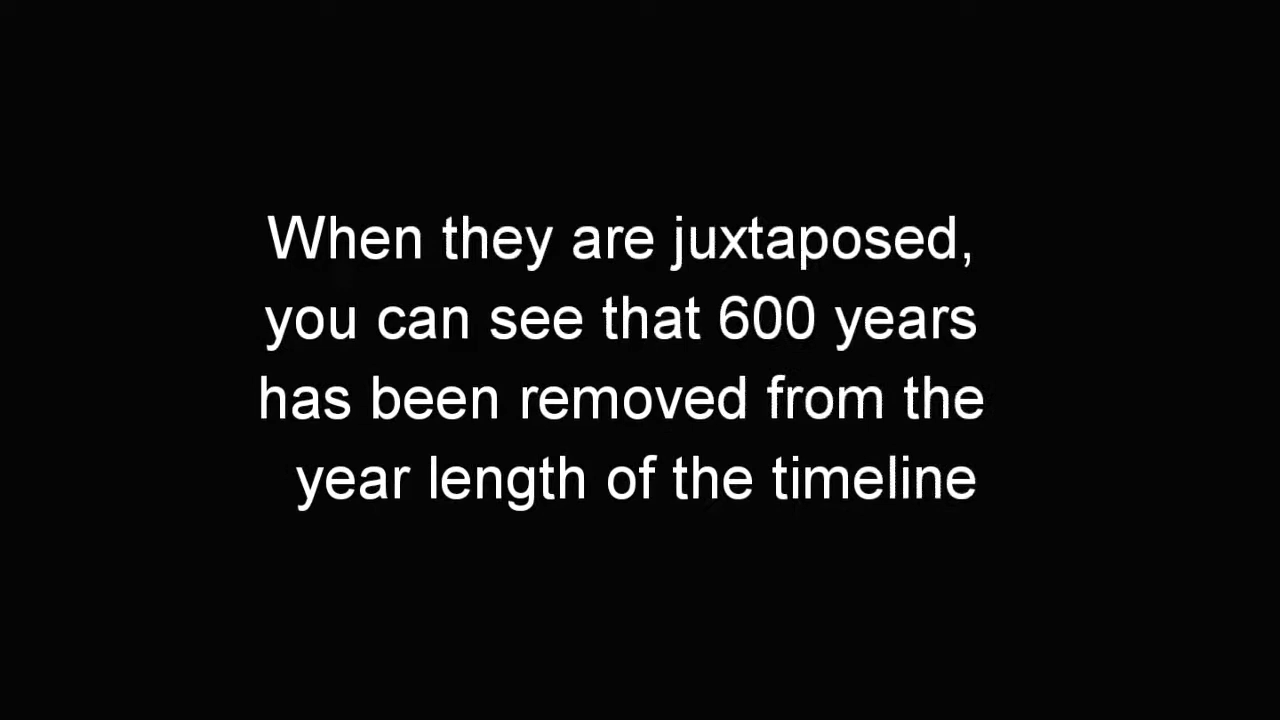 When they are juxtaposed,
you can see that 600 years
has been removed from the
year length of the timeline